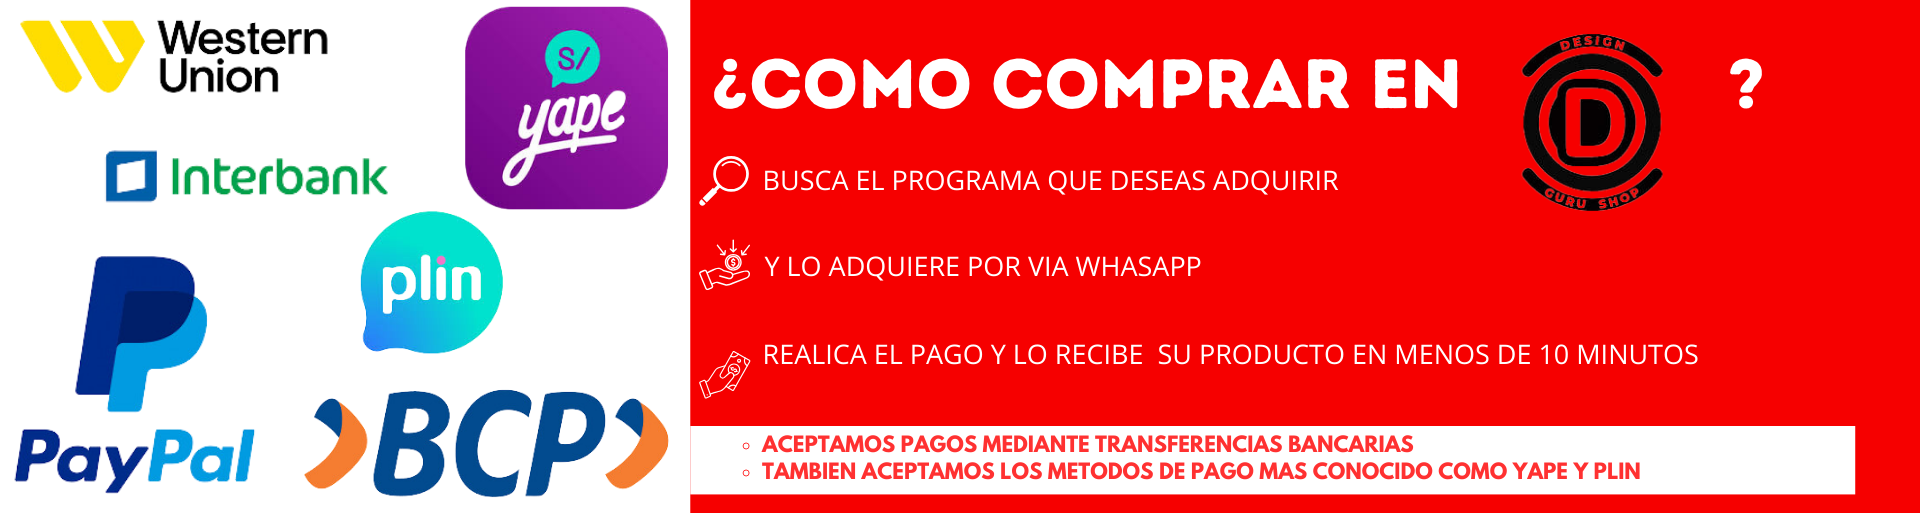 Western
Union
S/
yape
Interbank
plin
PayPal
BCP
¿COMO COMPRAR EN
DESIGN
D
GURU SHOP
?
BUSCA EL PROGRAMA QUE DESEAS ADQUIRIR
$
Y LO ADQUIERE POR VIA WHASAPP
REALICA EL PAGO Y LO RECIBE SU PRODUCTO EN MENOS DE 10 MINUTOS
ACEPTAMOS PAGOS MEDIANTE TRANSFERENCIAS BANCARIAS
TAMBIEN ACEPTAMOS LOS METODOS DE PAGO MAS CONOCIDO COMO YAPE Y PLIN